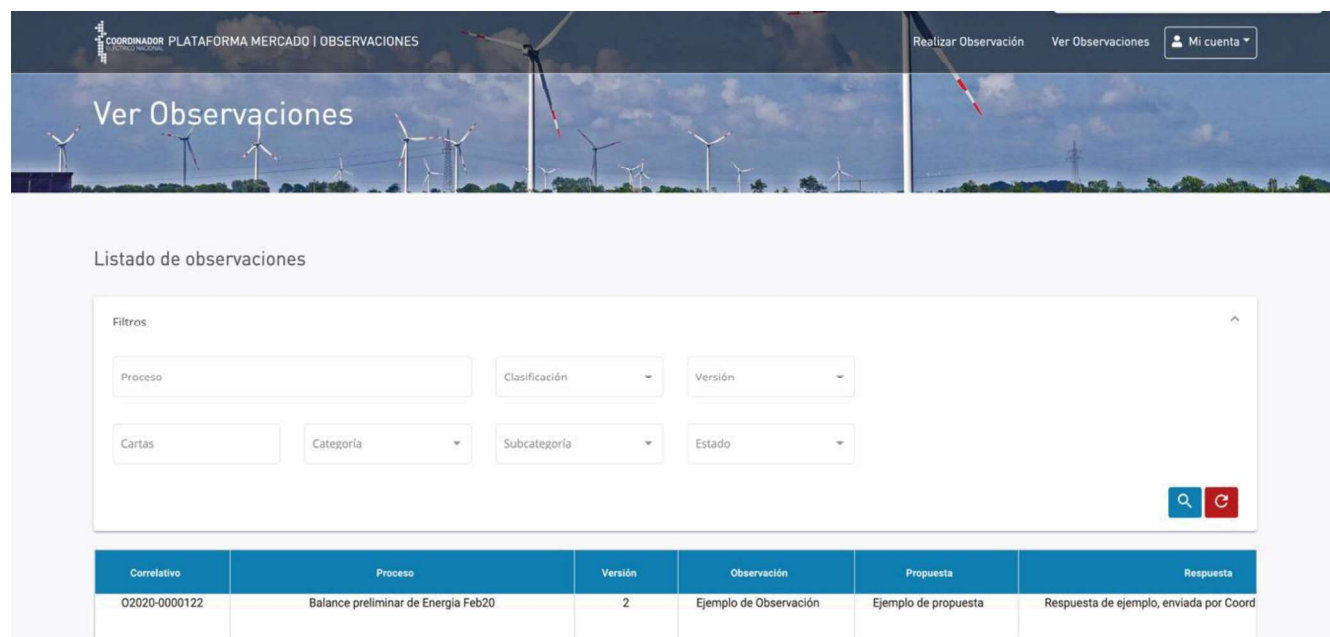 COORDINADOR ELÉCTRICO NACIONAL PLATAFORMA MERCADO | OBSERVACIONES
Realizar Observación Ver Observaciones Mi cuenta
Ver Observaciones
Listado de observaciones
Filtros
Proceso Clasificación Versión
Cartas Categoría Subcategoría Estado
Correlativo Proceso Versión Observación Propuesta Respuesta
O2020-0000122 Balance preliminar de Energia Feb20 2 Ejemplo de Observación Ejemplo de propuesta Respuesta de ejemplo, enviada por Coord